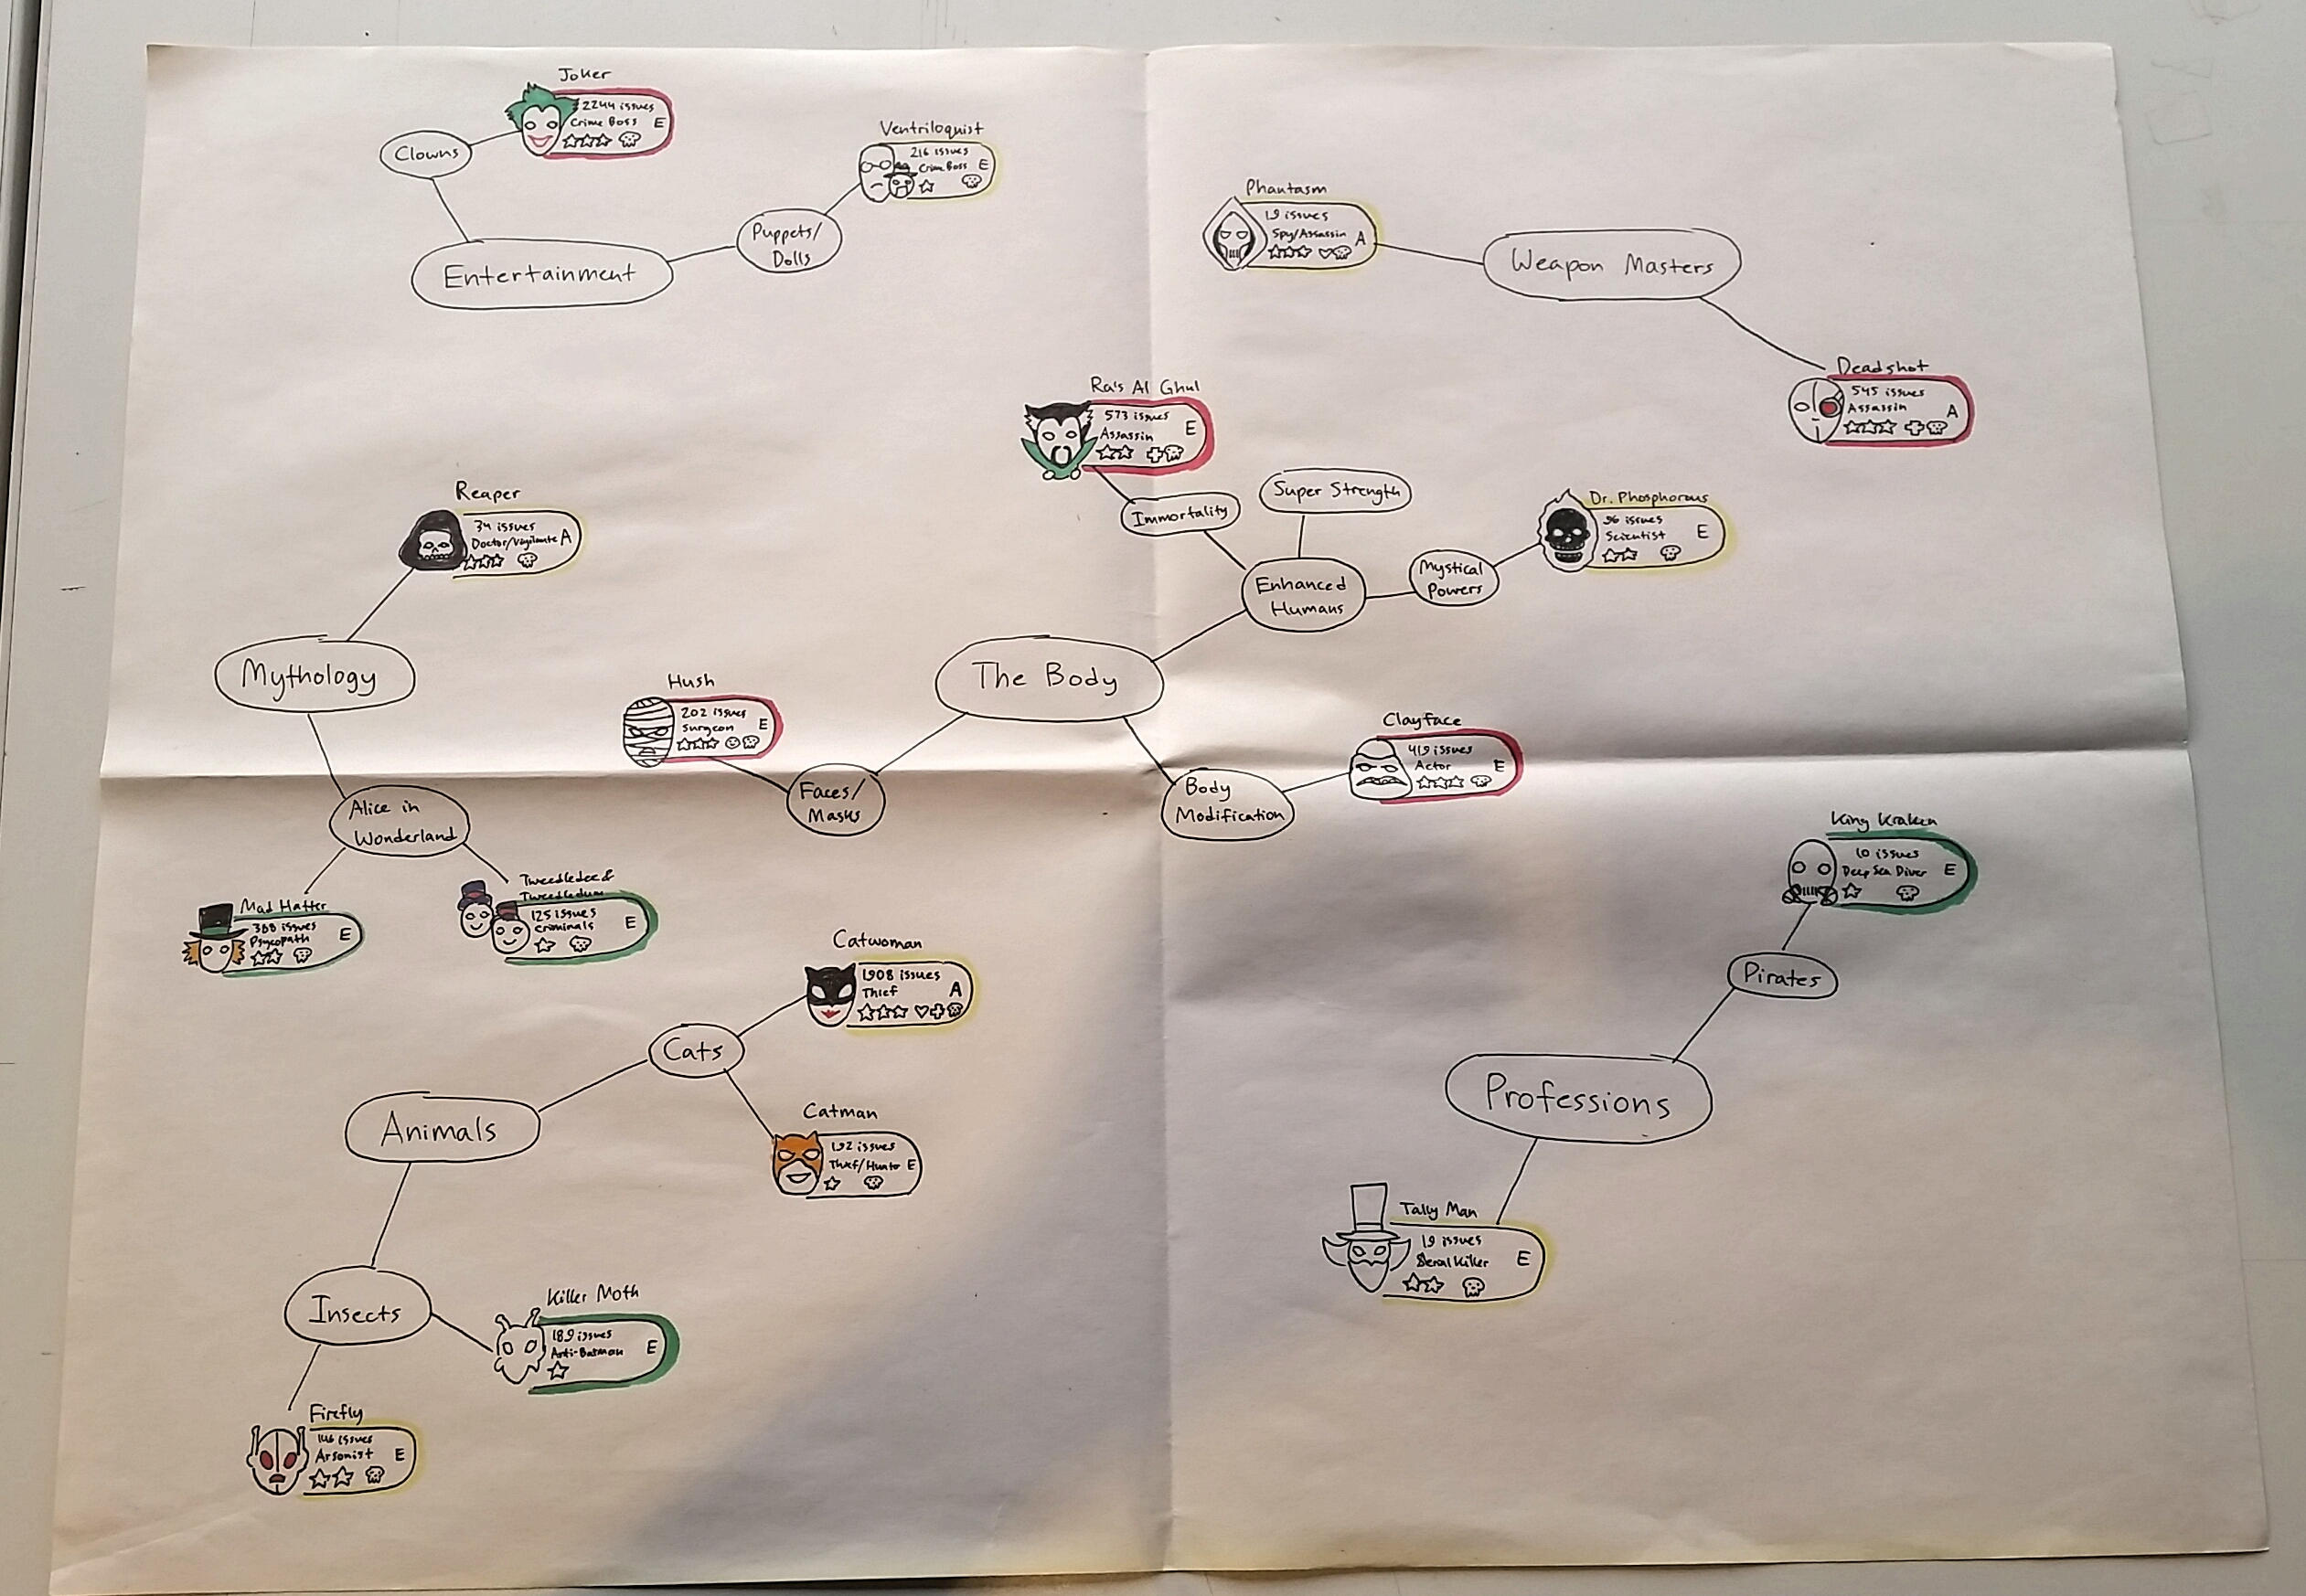 Joker
2244 issues
Crime Boss E
Clowns
Ventriloquist
216 issues
Crime Boss E
Puppets/
Dolls
Entertainment
Phantasm
19 issues
Spy/Assassin A
Weapon Masters
Deadshot
545 issues
Assassin A
Ra's Al Ghul
573 issues
Assassin E
Immortality
Super Strength
Dr. Phosphorous
96 issues
Scientist E
Mystical
Powers
Enhanced
Humans
Reaper
34 issues
Doctor/Vigilante A
Mythology
The Body
Hush
202 issues
Surgeon E
Faces/
Masks
Clayface
419 issues
Actor E
Body
Modification
Alice in
Wonderland
Mad Hatter
388 issues
Psycopath E
Tweedledee &
Tweedledum
125 issues
Criminals E
King Kraken
10 issues
Deep Sea Diver E
Pirates
Professions
Catwoman
1908 issues
Thief A
Cats
Catman
192 issues
Thief/Hunter E
Animals
Insects
Killer Moth
189 issues
Anti-Batman E
Firefly
146 issues
Arsonist E
Tally Man
19 issues
Serial Killer E